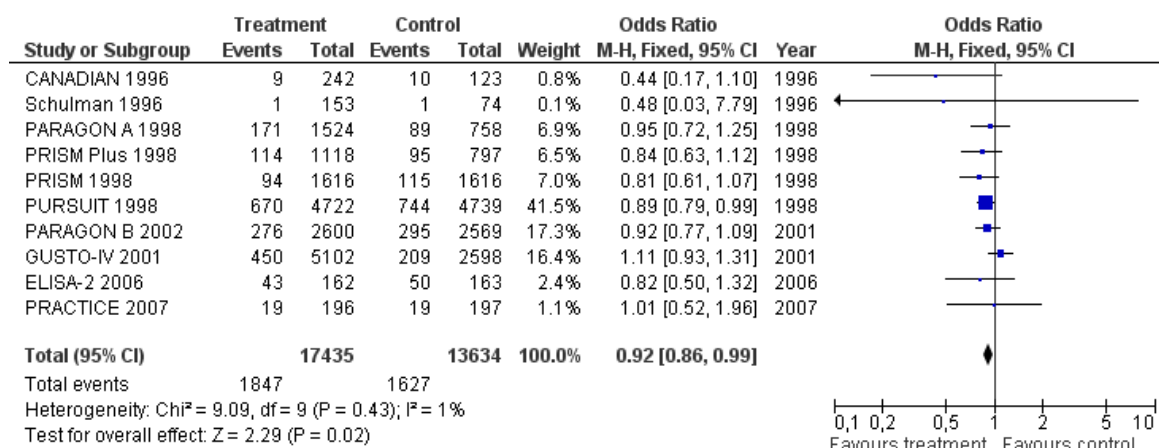 Treatment Control Odds Ratio Odds Ratio
Study or Subgroup Events Total Events Total Weight M-H, Fixed, 95% CI Year M-H, Fixed, 95% CI
CANADIAN 1996 9 242 10 123 0.8% 0.44 [0.17, 1.10] 1996
Schulman 1996 1 153 1 74 0.1% 0.48 [0.03, 7.79] 1996
PARAGON A 1998 171 1524 89 758 6.9% 0.95 [0.72, 1.25] 1998
PRISM Plus 1998 114 1118 95 797 6.5% 0.84 [0.63, 1.12] 1998
PRISM 1998 94 1616 115 1616 7.0% 0.81 [0.61, 1.07] 1998
PURSUIT 1998 670 4722 744 4739 41.5% 0.89 [0.79, 0.99] 1998
PARAGON B 2002 276 2600 295 2569 17.3% 0.92 [0.77, 1.09] 2001
GUSTO-IV 2001 450 5102 209 2598 16.4% 1.11 [0.93, 1.31] 2001
ELISA-2 2006 43 162 50 163 2.4% 0.82 [0.50, 1.32] 2006
PRACTICE 2007 19 196 19 197 1.1% 1.01 [0.52, 1.96] 2007
Total (95% CI) 17435 13634 100.0% 0.92 [0.86, 0.99]
Total events 1847 1627
Heterogeneity: Chi² = 9.09, df = 9 (P = 0.43); I² = 1%
Test for overall effect: Z = 2.29 (P = 0.02)
0,1 0,2 0,5 1 2 5 10
Favours treatment Favours control